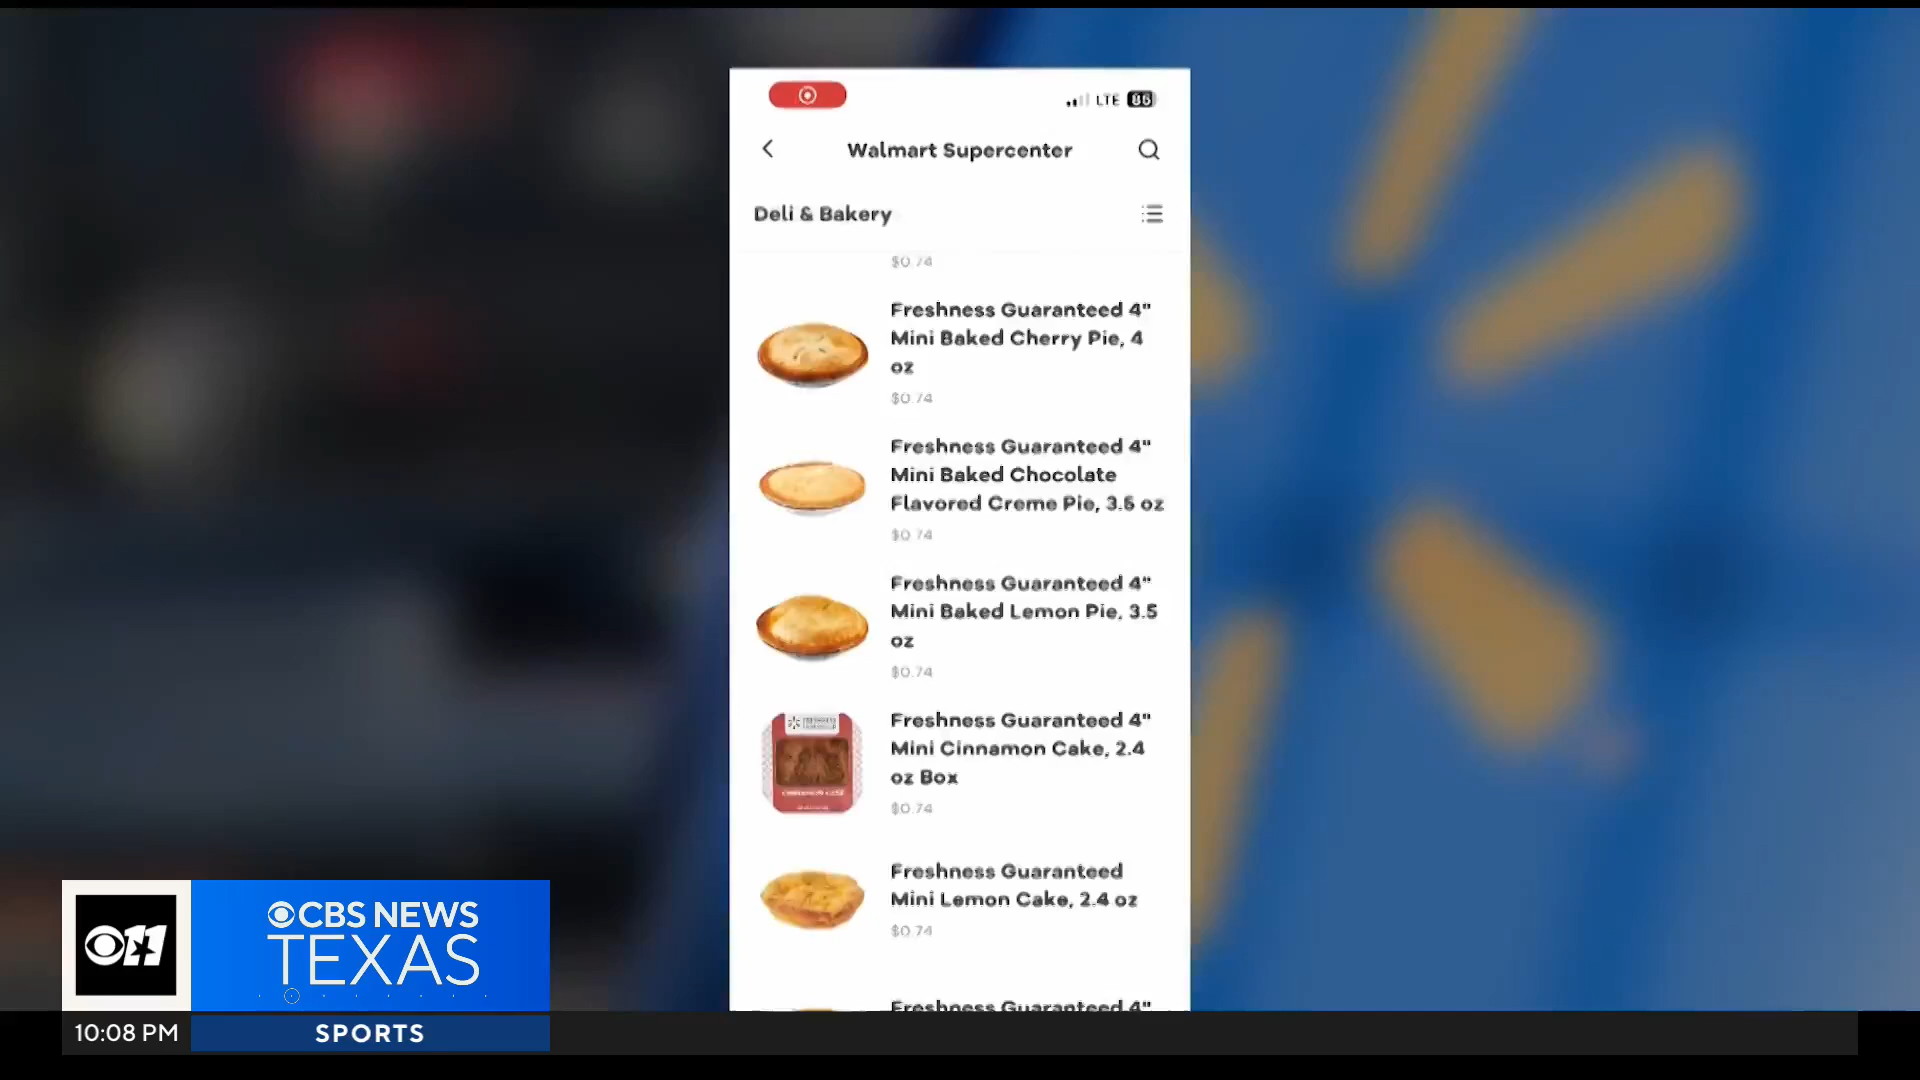 LTE 86
Walmart Supercenter
Deli & Bakery
$0.74
Freshness Guaranteed 4"
Mini Baked Cherry Pie, 4
oz
$0.74
Freshness Guaranteed 4"
Mini Baked Chocolate
Flavored Creme Pie, 3.5 oz
$0.74
Freshness Guaranteed 4"
Mini Baked Lemon Pie, 3.5
oz
$0.74
Freshness Guaranteed 4"
Mini Cinnamon Cake, 2.4
oz Box
$0.74
Freshness Guaranteed
Mini Lemon Cake, 2.4 oz
$0.74
Freshness Guaranteed 4"
11
CBS NEWS
TEXAS
10:08 PM
SPORTS